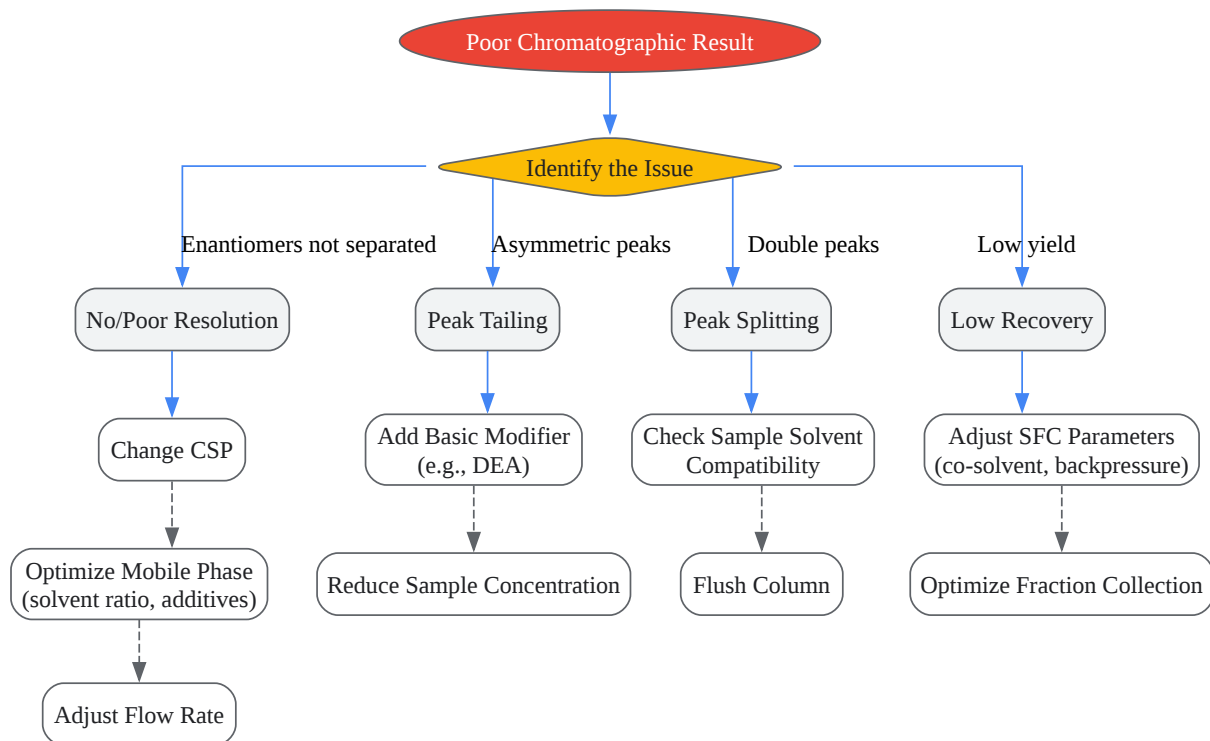 Poor Chromatographic Result
Identify the Issue
Enantiomers not separated
Asymmetric peaks
Double peaks
Low yield
No/Poor Resolution
Peak Tailing
Peak Splitting
Low Recovery
Change CSP
Add Basic Modifier
(e.g., DEA)
Check Sample Solvent
Compatibility
Adjust SFC Parameters
(co-solvent, backpressure)
Optimize Mobile Phase
(solvent ratio, additives)
Reduce Sample Concentration
Flush Column
Optimize Fraction Collection
Adjust Flow Rate